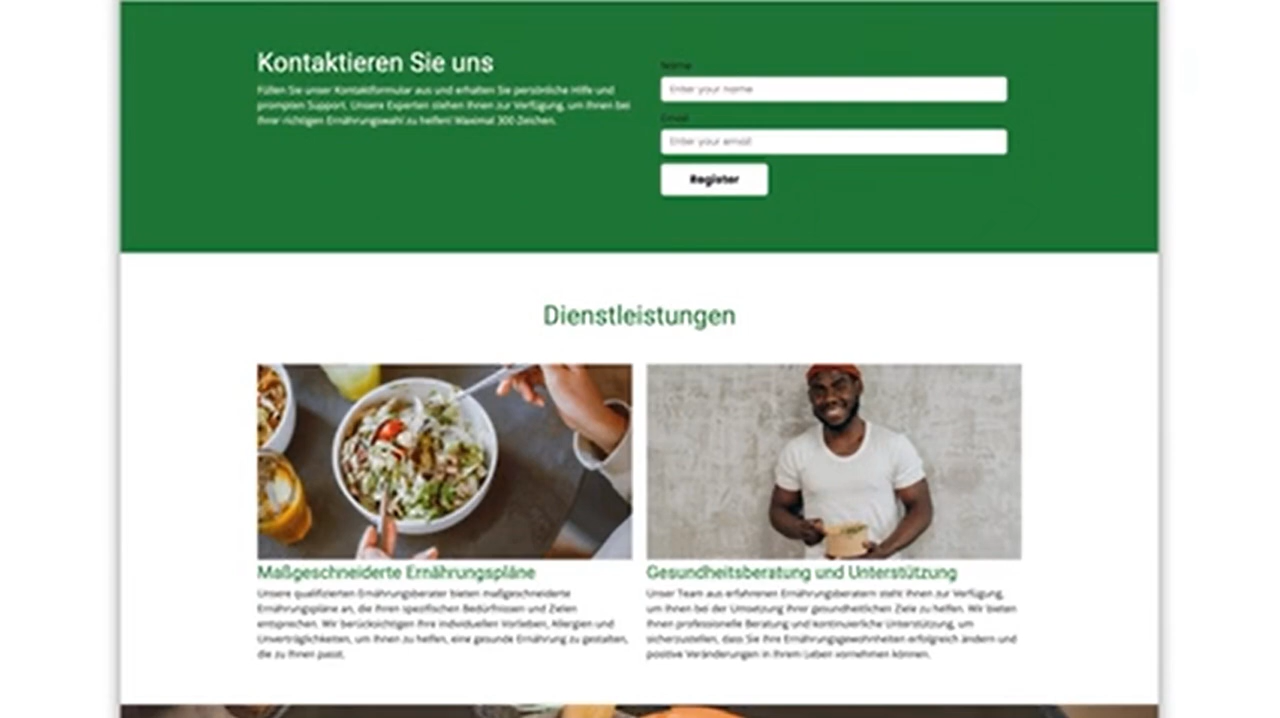 Kontaktieren Sie uns
Füllen Sie unser Kontaktformular aus und erhalten Sie persönliche Hilfe und
prompten Support. Unsere Experten stehen Ihnen zur Verfügung, um Ihnen bei
Ihrer richtigen Ernährungswahl zu helfen! Maximal 300 Zeichen.
Name
Enter your name
Email
Enter your email
Register
Dienstleistungen
Maßgeschneiderte Ernährungspläne
Unsere qualifizierten Ernährungsberater bieten maßgeschneiderte
Ernährungspläne an, die Ihren spezifischen Bedürfnissen und Zielen
entsprechen. Wir berücksichtigen Ihre individuellen Vorlieben, Allergien und
Unverträglichkeiten, um Ihnen zu helfen, eine gesunde Ernährung zu gestalten,
die zu Ihnen passt.
Gesundheitsberatung und Unterstützung
Unser Team aus erfahrenen Ernährungsberatern steht Ihnen zur Verfügung,
um Ihnen bei der Umsetzung Ihrer gesundheitlichen Ziele zu helfen. Wir bieten
Ihnen professionelle Beratung und kontinuierliche Unterstützung, um
sicherzustellen, dass Sie Ihre Ernährungsgewohnheiten erfolgreich ändern und
positive Veränderungen in Ihrem Leben vornehmen können.